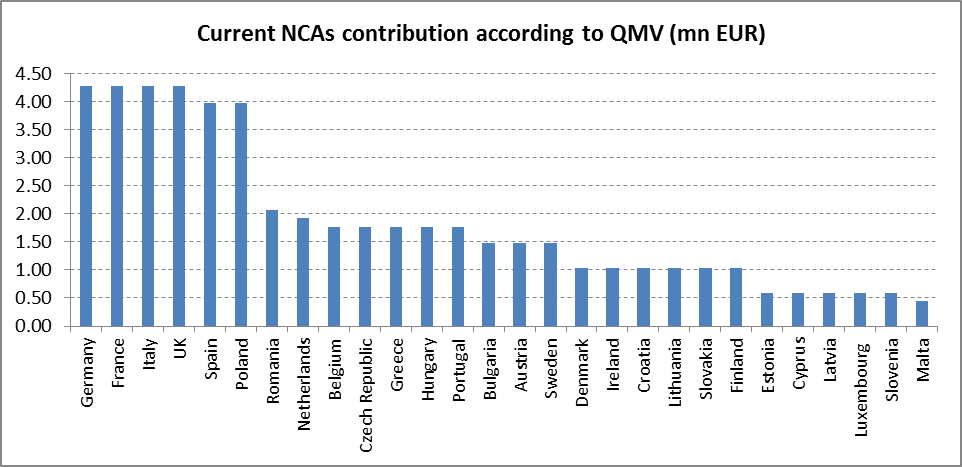 Current NCAs contribution according to QMV (mn EUR)
4.50
4.00
3.50
3.00
2.50
2.00
1.50
1.00
0.50
0.00
Germany
France
Italy
UK
Spain
Poland
Romania
Netherlands
Belgium
Czech Republic
Greece
Hungary
Portugal
Bulgaria
Austria
Sweden
Denmark
Ireland
Croatia
Lithuania
Slovakia
Finland
Estonia
Cyprus
Latvia
Luxembourg
Slovenia
Malta